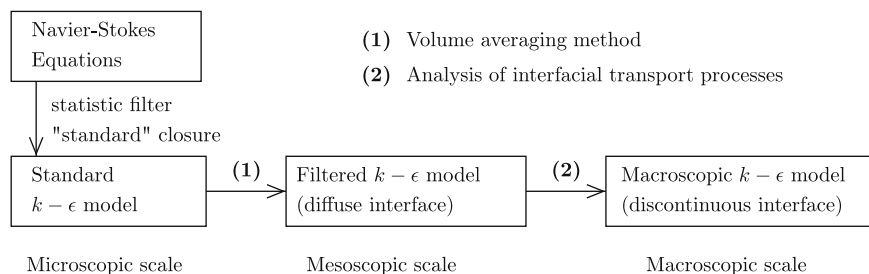 Navier-Stokes
Equations
(1) Volume averaging method
(2) Analysis of interfacial transport processes
statistic filter
"standard" closure
Standard
k − ϵ model
(1)
Filtered k − ϵ model
(diffuse interface)
(2)
Macroscopic k − ϵ model
(discontinuous interface)
Microscopic scale
Mesoscopic scale
Macroscopic scale